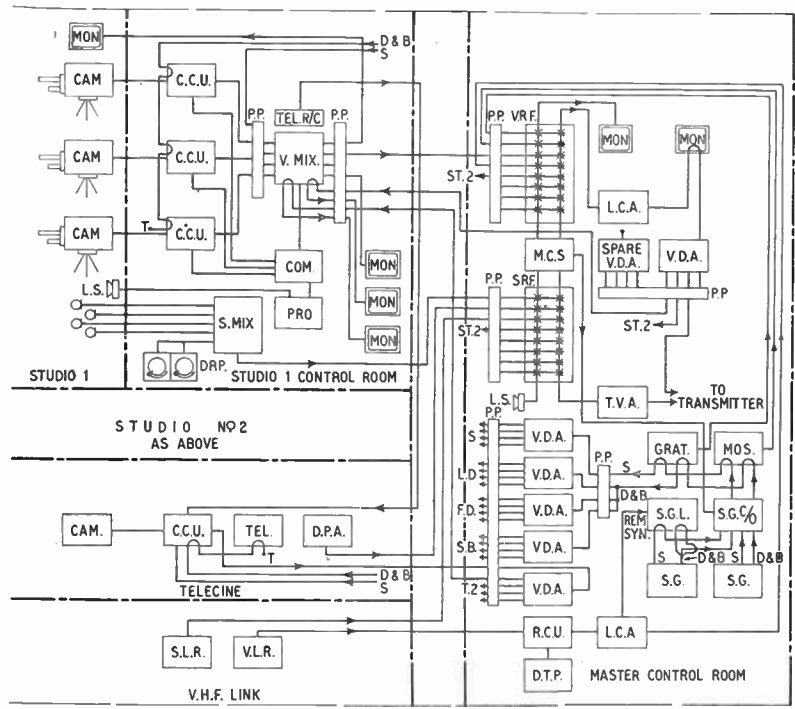 MON
D&B
S
CAM
C.C.U.
P.P.
TEL.R/C
P.P.
V. MIX.
CAM
C.C.U.
CAM
T
C.C.U.
COM.
MON
L.S.
PRO
MON
S.MIX
MON
DRP.
STUDIO 1
STUDIO 1 CONTROL ROOM
STUDIO Nº2
AS ABOVE
CAM.
C.C.U.
TEL.
D.P.A.
T
D&B
S
TELECINE
S.L.R.
V.L.R.
V.H.F. LINK
P.P.
V.R.F.
MON
MON
ST.2
L.C.A.
M.C.S
SPARE
V.D.A.
V.D.A.
P.P.
S.R.F.
P.P
ST.2
ST.2
L.S.
T.V.A.
TO
TRANSMITTER
P.P.
S
V.D.A.
P.P.
S
GRAT.
MOS.
L.D
V.D.A.
D&B
F.D.
V.D.A.
REM
SYN.
S.G.L.
S.G.C/O
S.B.
V.D.A.
S
D&B
S
D&B
T.2
V.D.A.
S.G.
S.G.
R.C.U.
L.C.A
D.T.P.
MASTER CONTROL ROOM